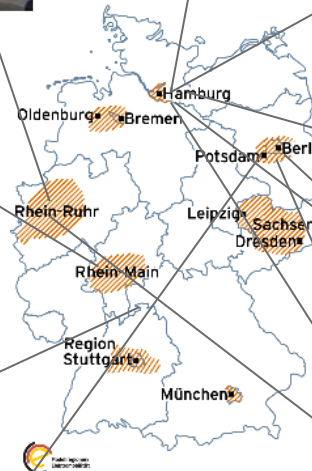 Hamburg
Oldenburg
Bremen
Potsdam
Berl
Rhein-Ruhr
Leipzig
Sachsen
Dresden
Rhein-Main
Region
Stuttgart
München